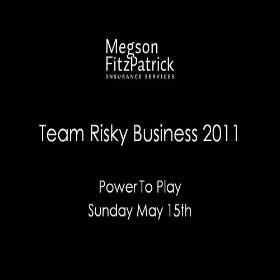 Megson
FitzPatrick
INSURANCE SERVICES
Team Risky Business 2011
Power To Play
Sunday May 15th